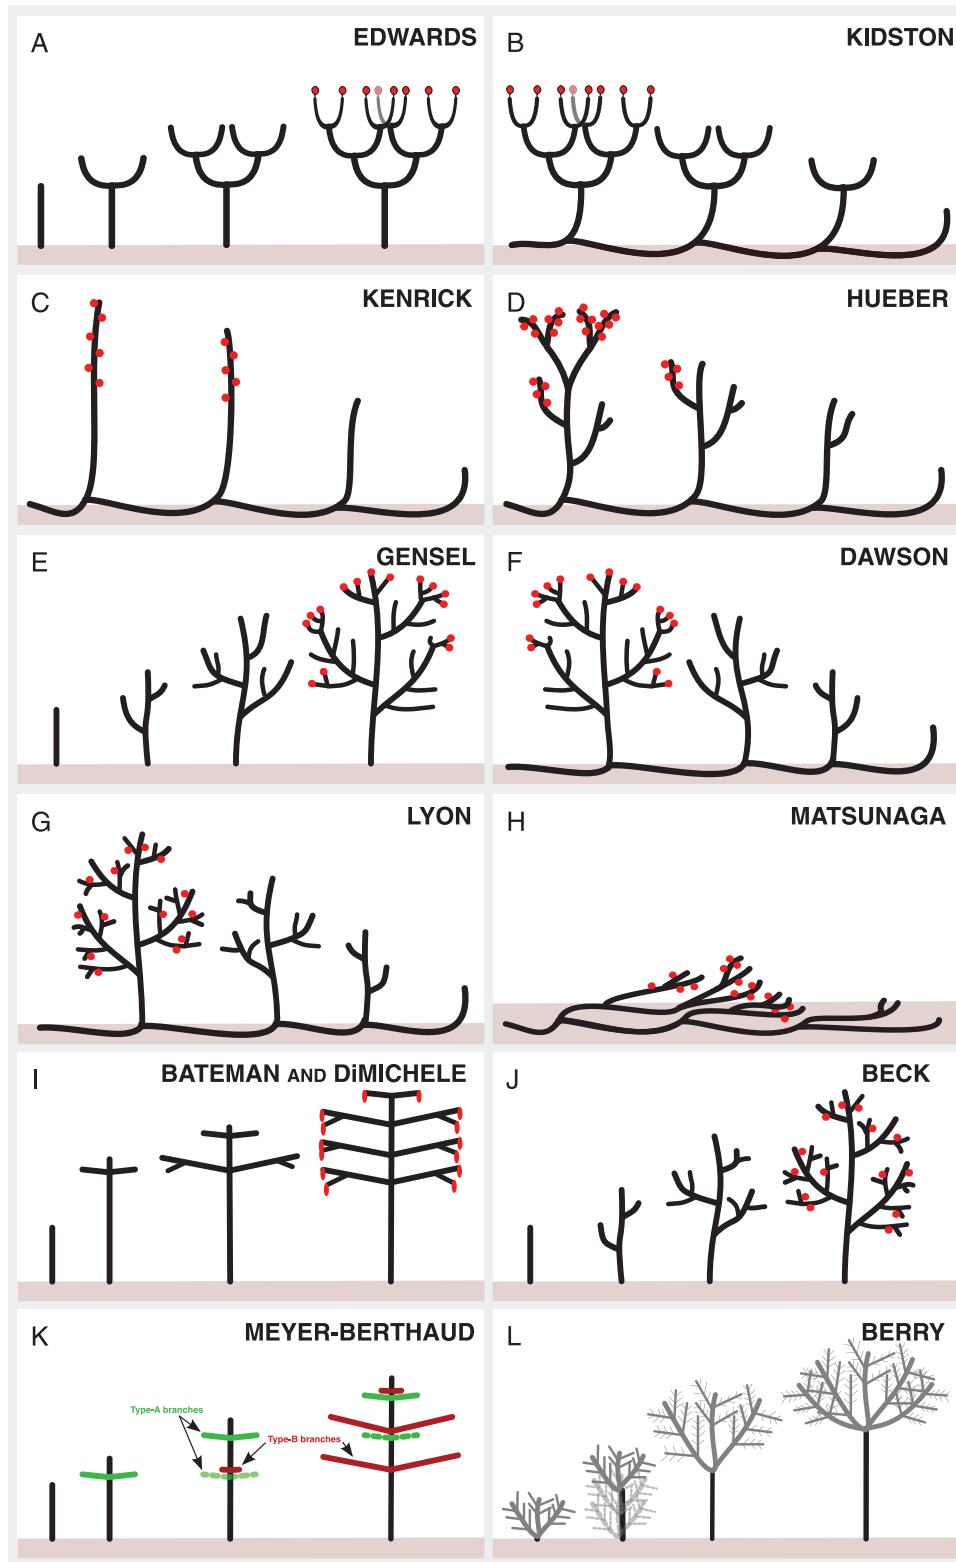 A EDWARDS
B KIDSTON
C KENRICK
D HUEBER
E GENSEL
F DAWSON
G LYON
H MATSUNAGA
I BATEMAN AND DiMICHELE
J BECK
K MEYER-BERTHAUD
Type-A branches
Type-B branches
L BERRY